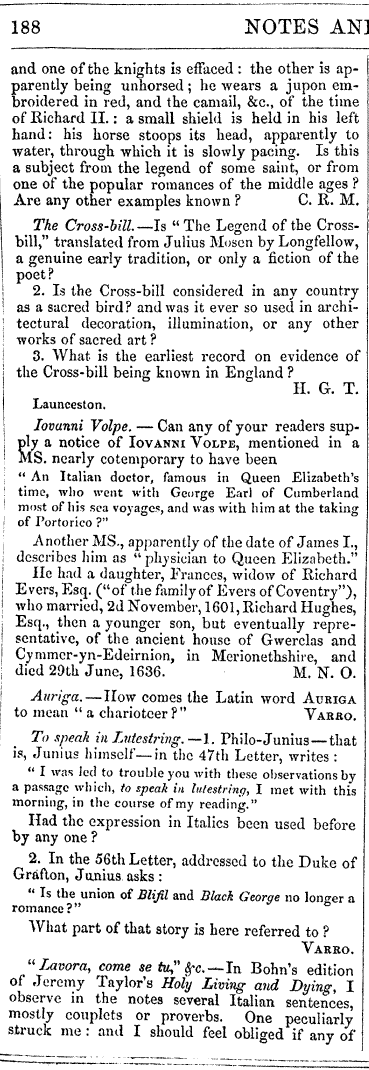 188 NOTES AN
and one of the knights is effaced: the other is ap-
parently being unhorsed; he wears a jupon em-
broidered in red, and the camail, &c., of the time
of Richard II.: a small shield is held in his left
hand: his horse stoops its head, apparently to
water, through which it is slowly pacing. Is this
a subject from the legend of some saint, or from
one of the popular romances of the middle ages?
Are any other examples known? C. R. M.
The Cross-bill.—Is "The Legend of the Cross-
bill," translated from Julius Mosen by Longfellow,
a genuine early tradition, or only a fiction of the
poet?
2. Is the Cross-bill considered in any country
as a sacred bird? and was it ever so used in archi-
tectural decoration, illumination, or any other
works of sacred art?
3. What is the earliest record on evidence of
the Cross-bill being known in England?
H. G. T.
Launceston.
Iovanni Volpe. — Can any of your readers sup-
ply a notice of IOVANNI VOLPE, mentioned in a
MS. nearly cotemporary to have been
"An Italian doctor, famous in Queen Elizabeth's
time, who went with George Earl of Cumberland
most of his sea voyages, and was with him at the taking
of Portorico?"
Another MS., apparently of the date of James I.,
describes him as "physician to Queen Elizabeth."
He had a daughter, Frances, widow of Richard
Evers, Esq. ("of the family of Evers of Coventry"),
who married, 2d November, 1601, Richard Hughes,
Esq., then a younger son, but eventually repre-
sentative, of the ancient house of Gwerclas and
Cymmer-yn-Edeirnion, in Merionethshire, and
died 29th June, 1636. M. N. O.
Auriga.—How comes the Latin word AURIGA
to mean "a charioteer?" VARRO.
To speak in Lutestring.—1. Philo-Junius—that
is, Junius himself—in the 47th Letter, writes:
"I was led to trouble you with these observations by
a passage which, to speak in lutestring, I met with this
morning, in the course of my reading."
Had the expression in Italics been used before
by any one?
2. In the 56th Letter, addressed to the Duke of
Grafton, Junius asks:
"Is the union of Blifil and Black George no longer a
romance?"
What part of that story is here referred to?
VARRO.
"Lavora, come se tu," &c.—In Bohn's edition
of Jeremy Taylor's Holy Living and Dying, I
observe in the notes several Italian sentences,
mostly couplets or proverbs. One peculiarly
struck me: and I should feel obliged if any of